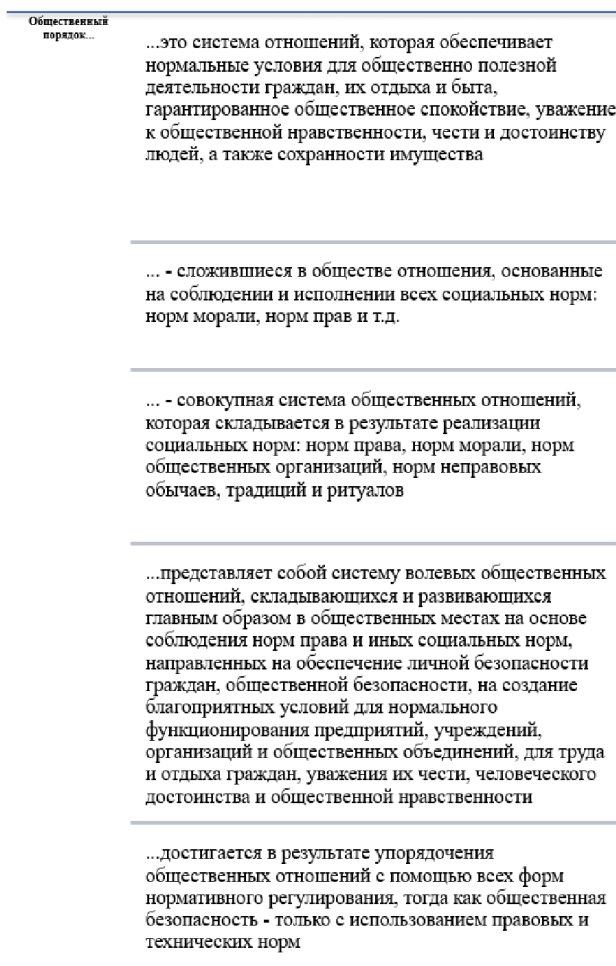 Общественный
порядок...
...это система отношений, которая обеспечивает
нормальные условия для общественно полезной
деятельности граждан, их отдыха и быта,
гарантированное общественное спокойствие, уважение
к общественной нравственности, чести и достоинству
людей, а также сохранности имущества
... - сложившиеся в обществе отношения, основанные
на соблюдении и исполнении всех социальных норм:
норм морали, норм прав и т.д.
... - совокупная система общественных отношений,
которая складывается в результате реализации
социальных норм: норм права, норм морали, норм
общественных организаций, норм неправовых
обычаев, традиций и ритуалов
...представляет собой систему волевых общественных
отношений, складывающихся и развивающихся
главным образом в общественных местах на основе
соблюдения норм права и иных социальных норм,
направленных на обеспечение личной безопасности
граждан, общественной безопасности, на создание
благоприятных условий для нормального
функционирования предприятий, учреждений,
организаций и общественных объединений, для труда
и отдыха граждан, уважения их чести, человеческого
достоинства и общественной нравственности
...достигается в результате упорядочения
общественных отношений с помощью всех форм
нормативного регулирования, тогда как общественная
безопасность - только с использованием правовых и
технических норм